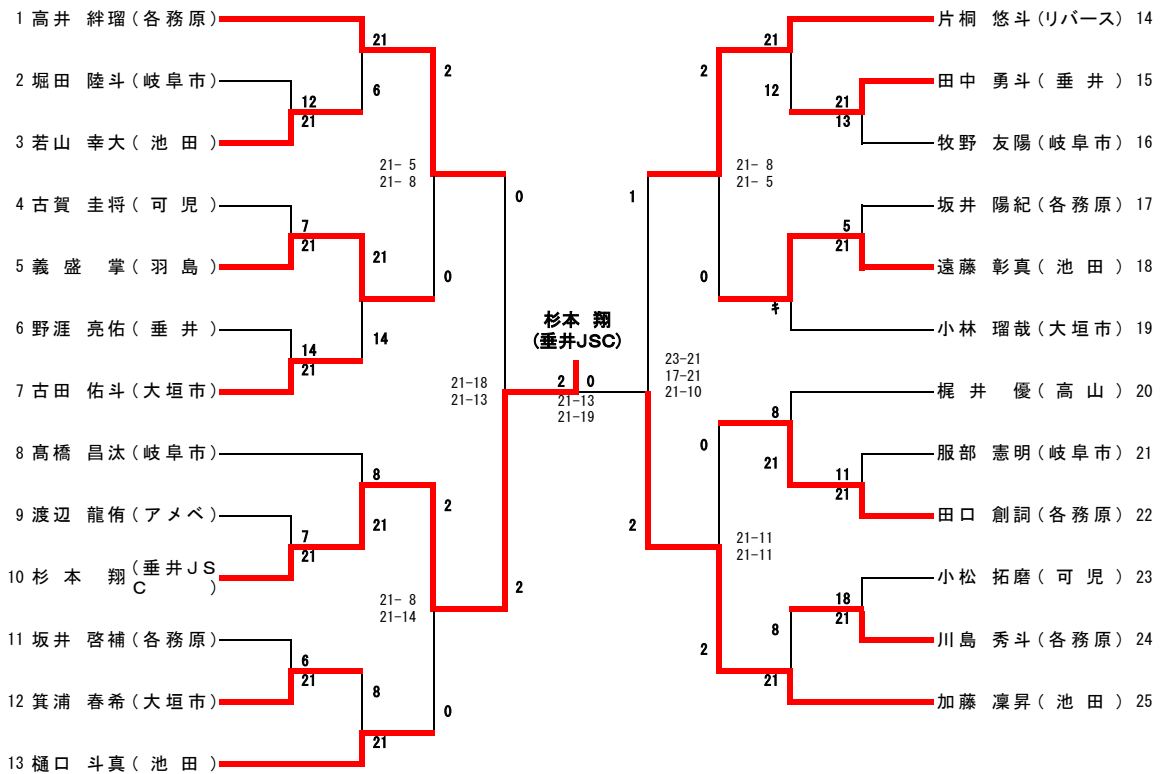 1 高井 絆瑠(各務原)
2 堀田 陸斗(岐阜市)
3 若山 幸大(池田)
4 古賀 圭将(可児)
5 義盛 掌(羽島)
6 野涯 亮佑(垂井)
7 古田 佑斗(大垣市)
8 髙橋 昌汰(岐阜市)
9 渡辺 龍侑(アメベ)
10 杉本 翔(垂井JS
C)
11 坂井 啓補(各務原)
12 箕浦 春希(大垣市)
13 樋口 斗真(池田)
21
6
12
21
2
21- 5
21- 8
7
21
21
0
14
14
21
0
21-18
21-13
8
21
2
7
21
21- 8
21-14
2
6
21
8
21
0
杉本 翔
(垂井JSC)
2 0
21-13
21-19
21
12
21
13
2
21- 8
21- 5
1
5
21
0
キ
23-21
17-21
21-10
8
21
0
11
21
2
21-11
21-11
18
21
8
21
2
片桐 悠斗(リバース) 14
田中 勇斗(垂井) 15
牧野 友陽(岐阜市) 16
坂井 陽紀(各務原) 17
遠藤 彰真(池田) 18
小林 瑠哉(大垣市) 19
梶井 優(高山) 20
服部 憲明(岐阜市) 21
田口 創詞(各務原) 22
小松 拓磨(可児) 23
川島 秀斗(各務原) 24
加藤 凜昇(池田) 25